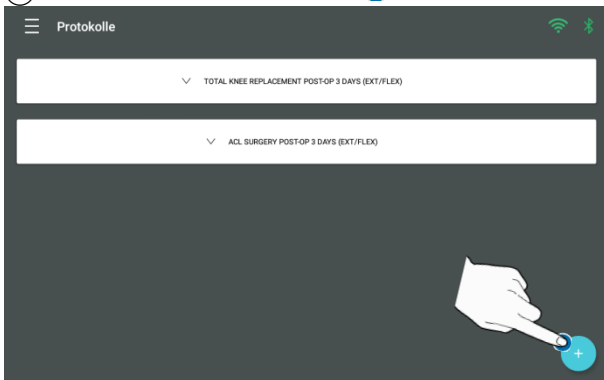 Protokolle
TOTAL KNEE REPLACEMENT POST-OP 3 DAYS (EXT/FLEX)
ACL SURGERY POST-OP 3 DAYS (EXT/FLEX)
+